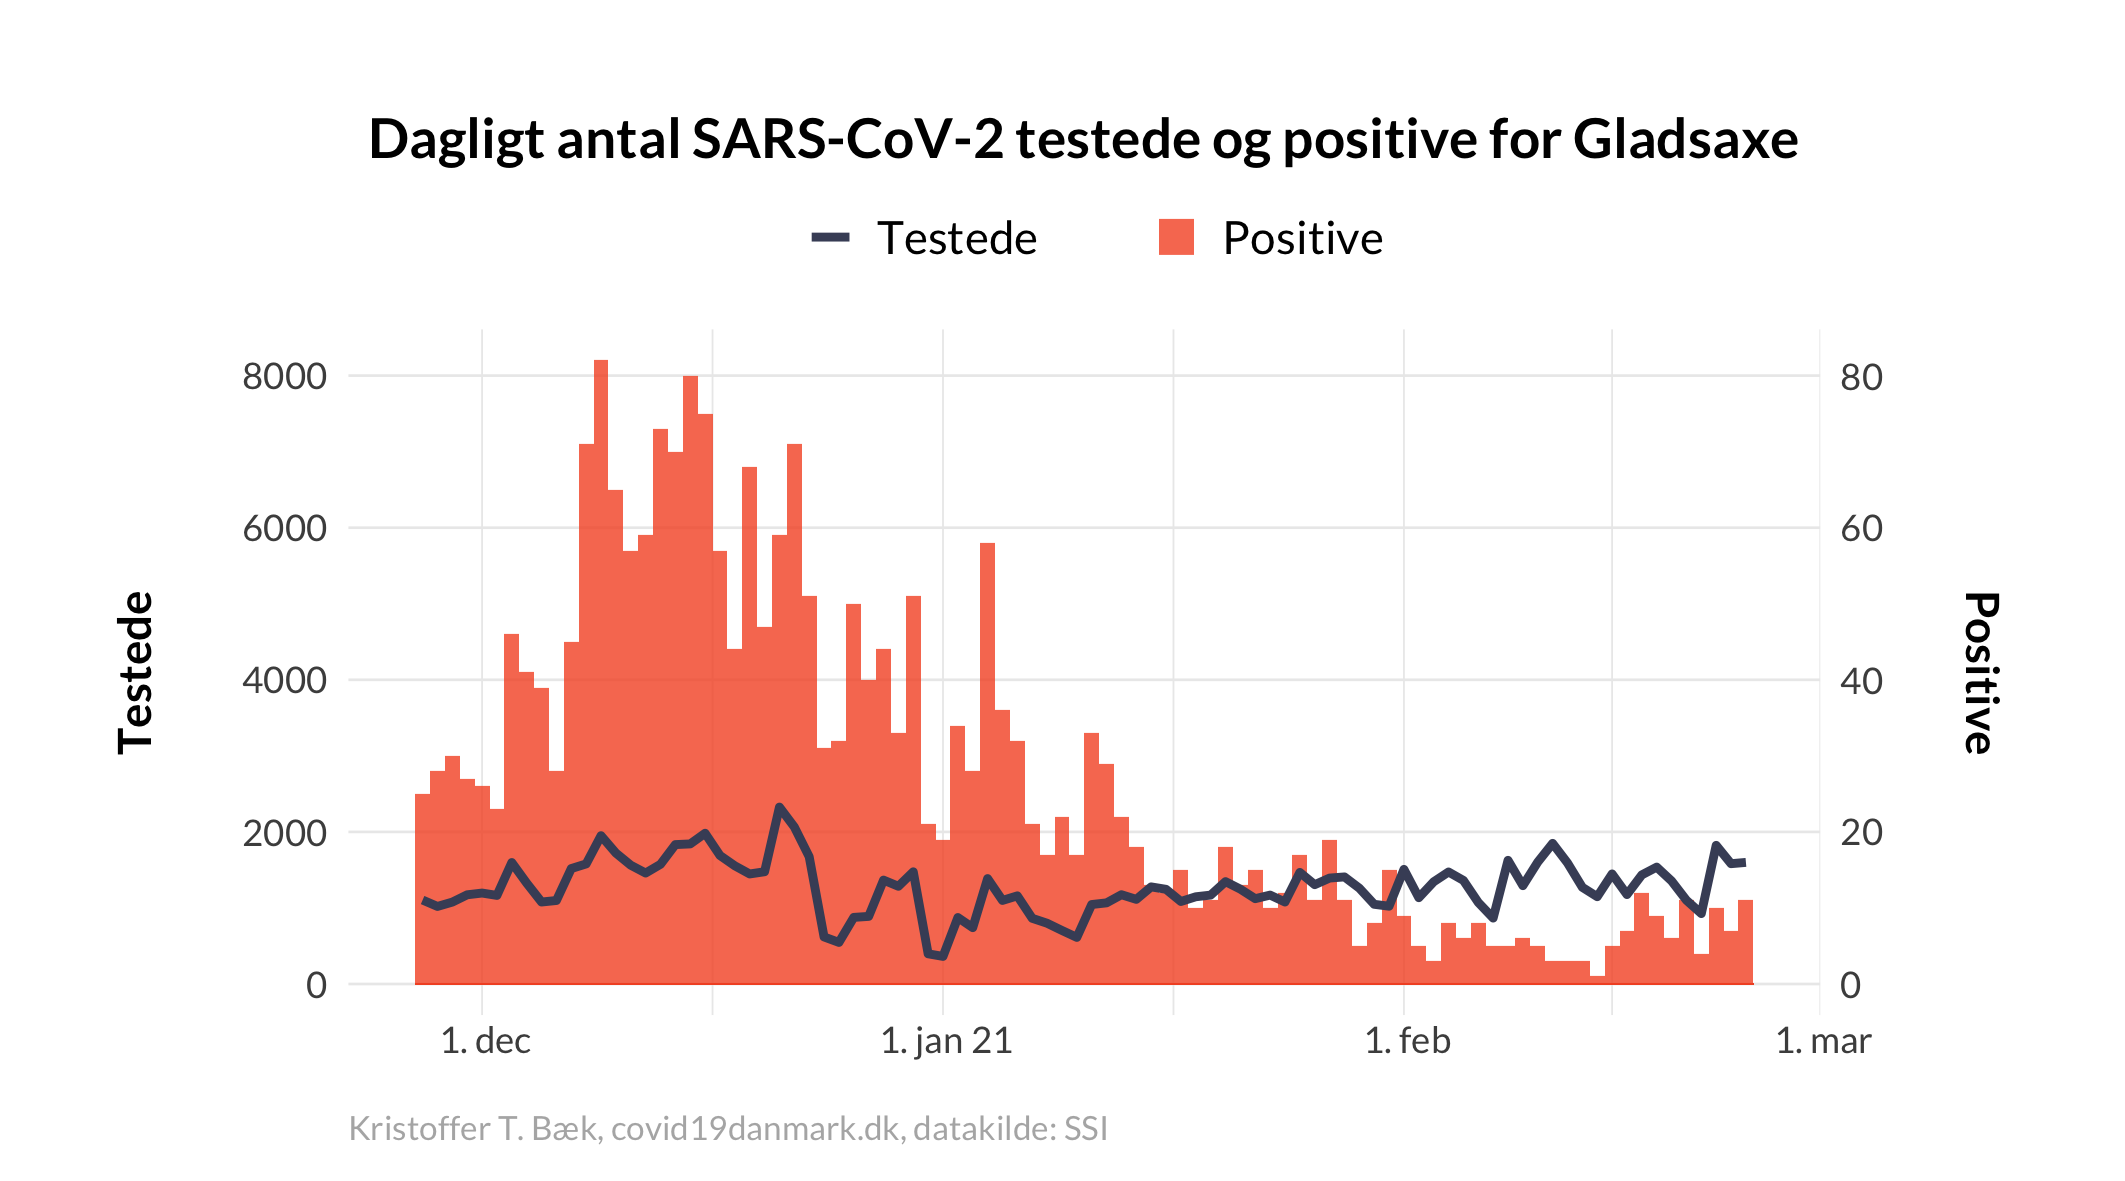 Dagligt antal SARS-CoV-2 testede og positive for Gladsaxe
Testede
Positive
8000
6000
4000
2000
0
80
60
40
20
0
Testede
Positive
1. dec
1. jan 21
1. feb
1. mar
Kristoffer T. Bæk, covid19danmark.dk, datakilde: SSI